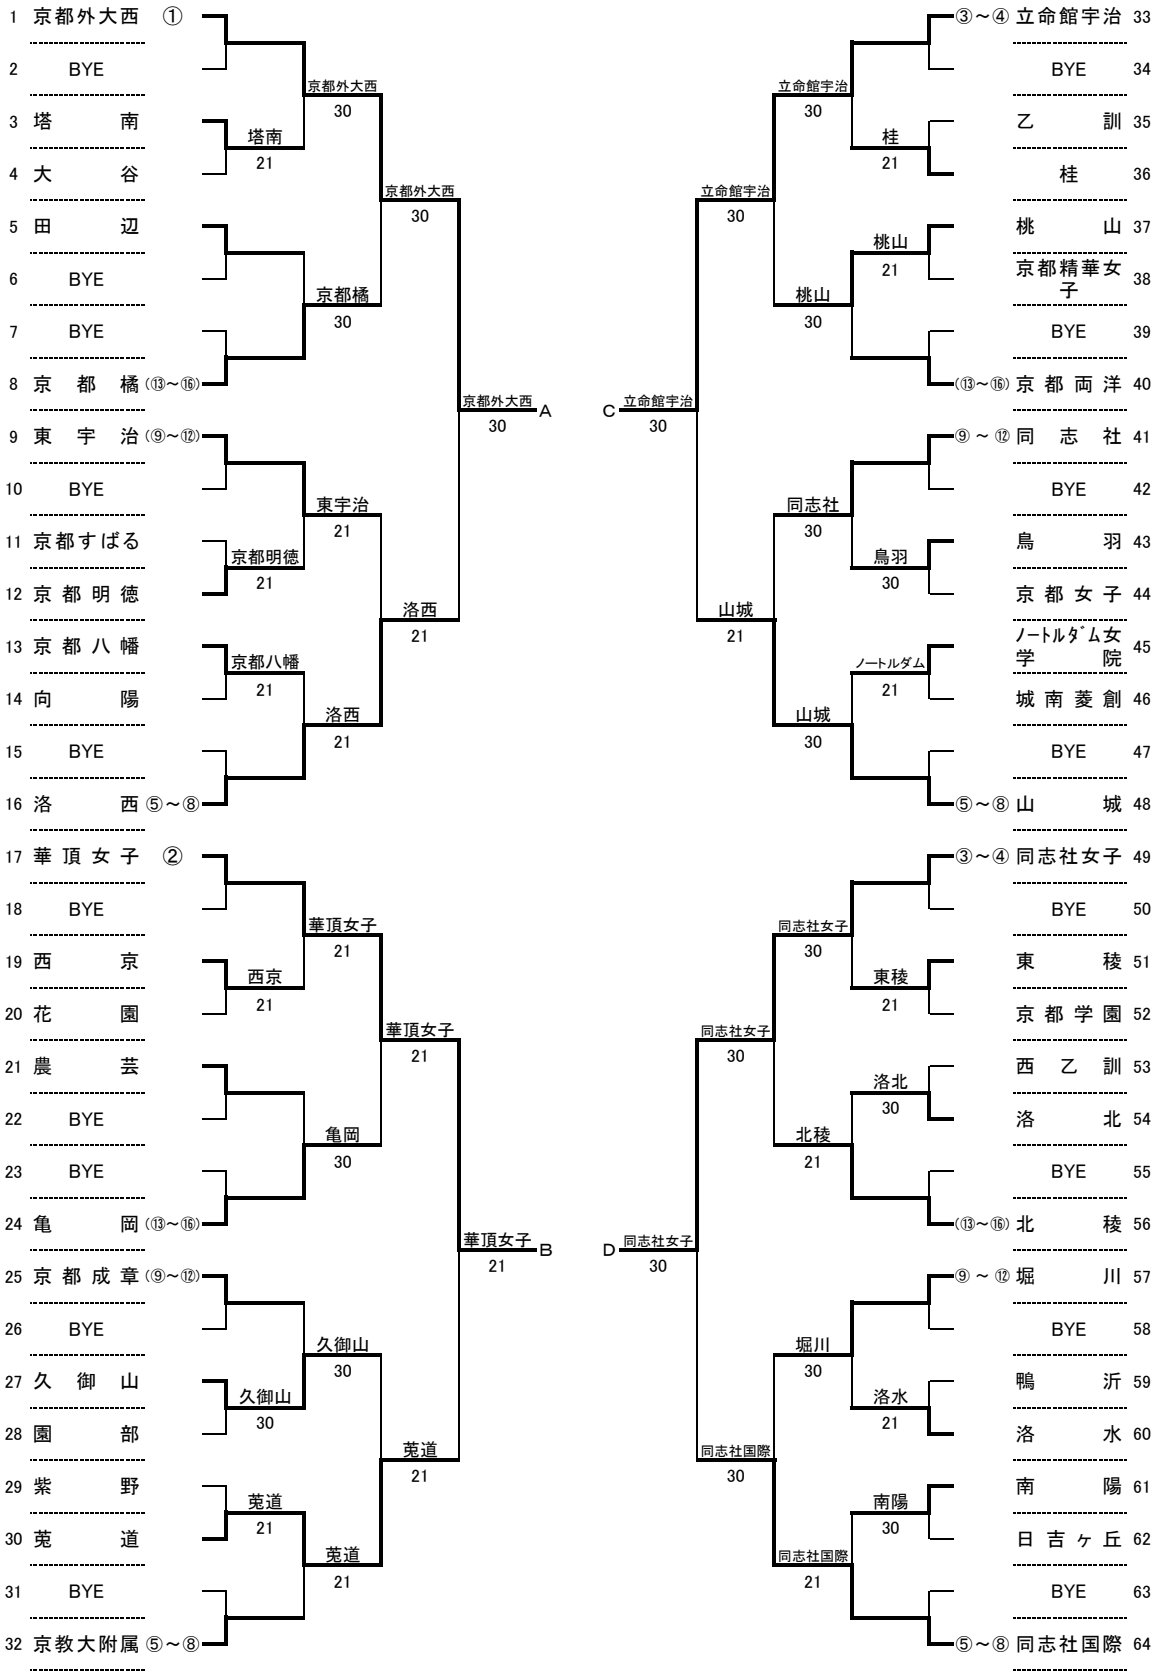 1 京都外大西 ①
2 BYE
3 塔南
4 大谷
5 田辺
6 BYE
7 BYE
8 京都橘 (⑬～⑯)
9 東宇治 (⑨～⑫)
10 BYE
11 京都すばる
12 京都明徳
13 京都八幡
14 向陽
15 BYE
16 洛西 ⑤～⑧
17 華頂女子 ②
18 BYE
19 西京
20 花園
21 農芸
22 BYE
23 BYE
24 亀岡 (⑬～⑯)
25 京都成章 (⑨～⑫)
26 BYE
27 久御山
28 園部
29 紫野
30 莵道
31 BYE
32 京教大附属 ⑤～⑧
塔南
21
京都明徳
21
京都八幡
21
西京
21
久御山
30
莵道
21
京都外大西
30
京都橘
30
東宇治
21
洛西
21
華頂女子
21
亀岡
30
久御山
30
莵道
21
京都外大西
30
洛西
21
華頂女子
21
莵道
21
京都外大西 A
30
華頂女子 B
21
C 立命館宇治
30
D 同志社女子
30
立命館宇治
30
山城
21
同志社女子
30
同志社国際
30
立命館宇治
30
桃山
30
同志社
30
山城
30
同志社女子
30
北稜
21
堀川
30
同志社国際
21
桂
21
桃山
21
鳥羽
30
ノートルダム
21
東稜
21
洛北
30
洛水
21
南陽
30
③～④ 立命館宇治 33
BYE 34
乙訓 35
桂 36
桃山 37
京都精華女
子 38
BYE 39
(⑬～⑯) 京都両洋 40
⑨～⑫ 同志社 41
BYE 42
鳥羽 43
京都女子 44
ノートルダム女
学院 45
城南菱創 46
BYE 47
⑤～⑧ 山城 48
③～④ 同志社女子 49
BYE 50
東稜 51
京都学園 52
西乙訓 53
洛北 54
BYE 55
(⑬～⑯) 北稜 56
⑨～⑫ 堀川 57
BYE 58
鴨沂 59
洛水 60
南陽 61
日吉ヶ丘 62
BYE 63
⑤～⑧ 同志社国際 64